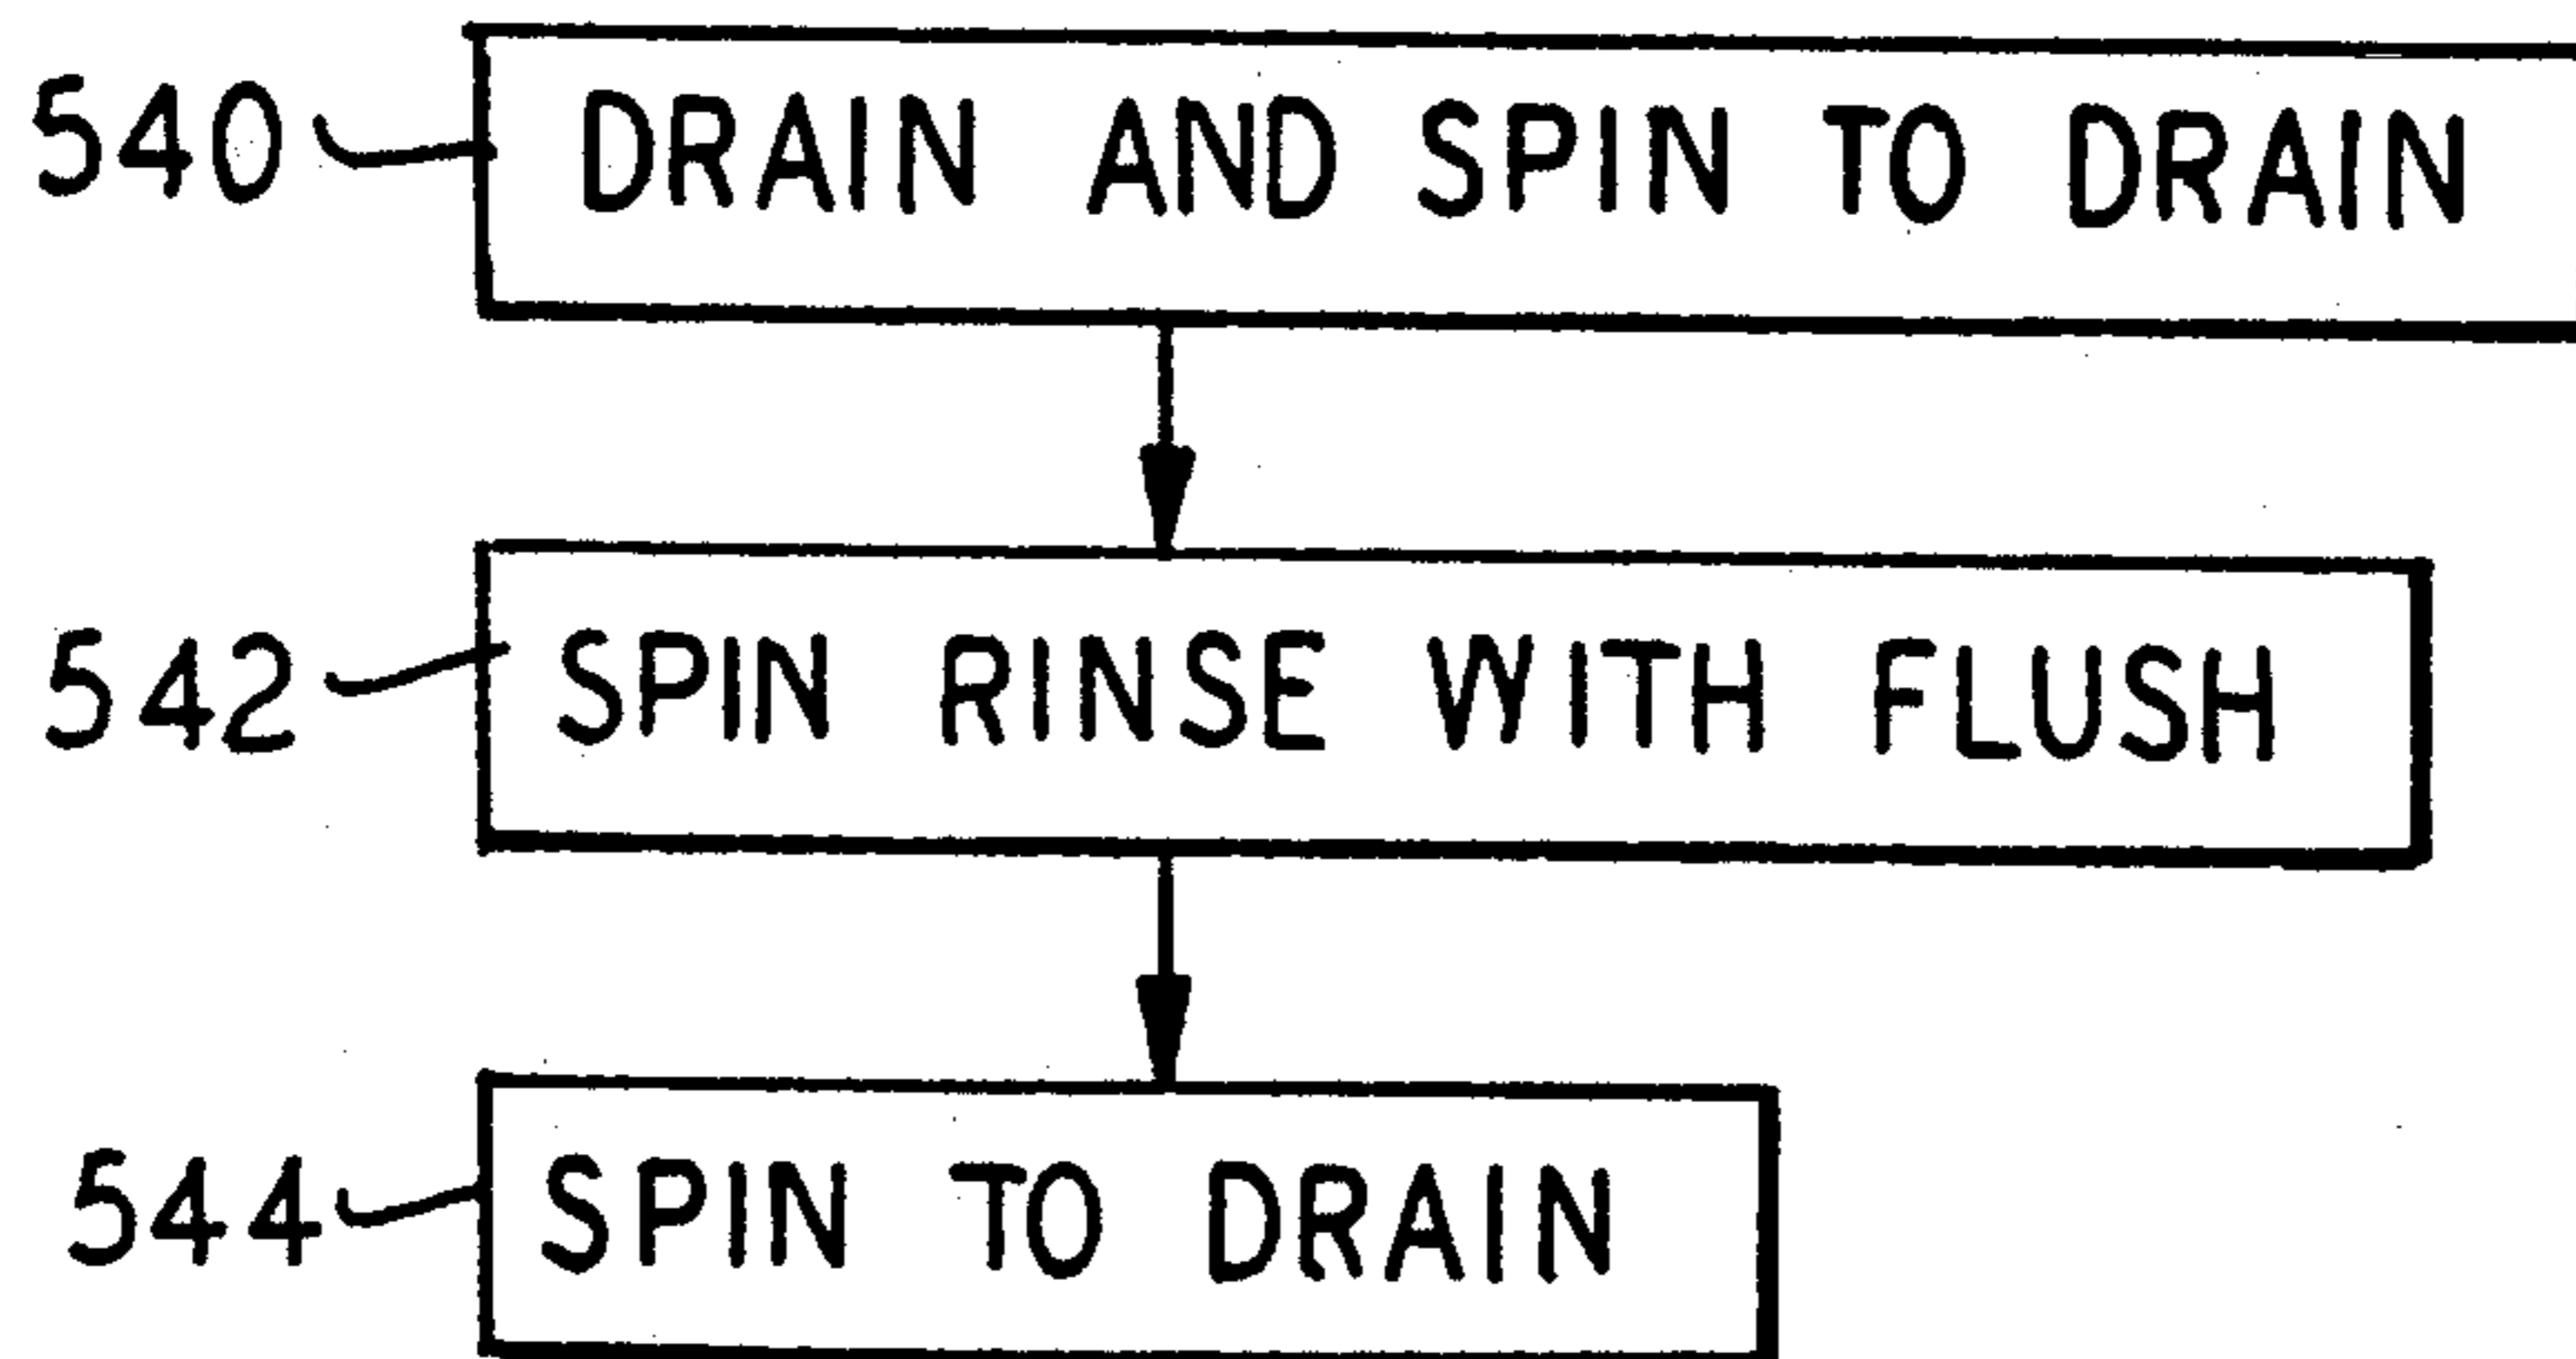 540 DRAIN AND SPIN TO DRAIN
542 SPIN RINSE WITH FLUSH
544 SPIN TO DRAIN